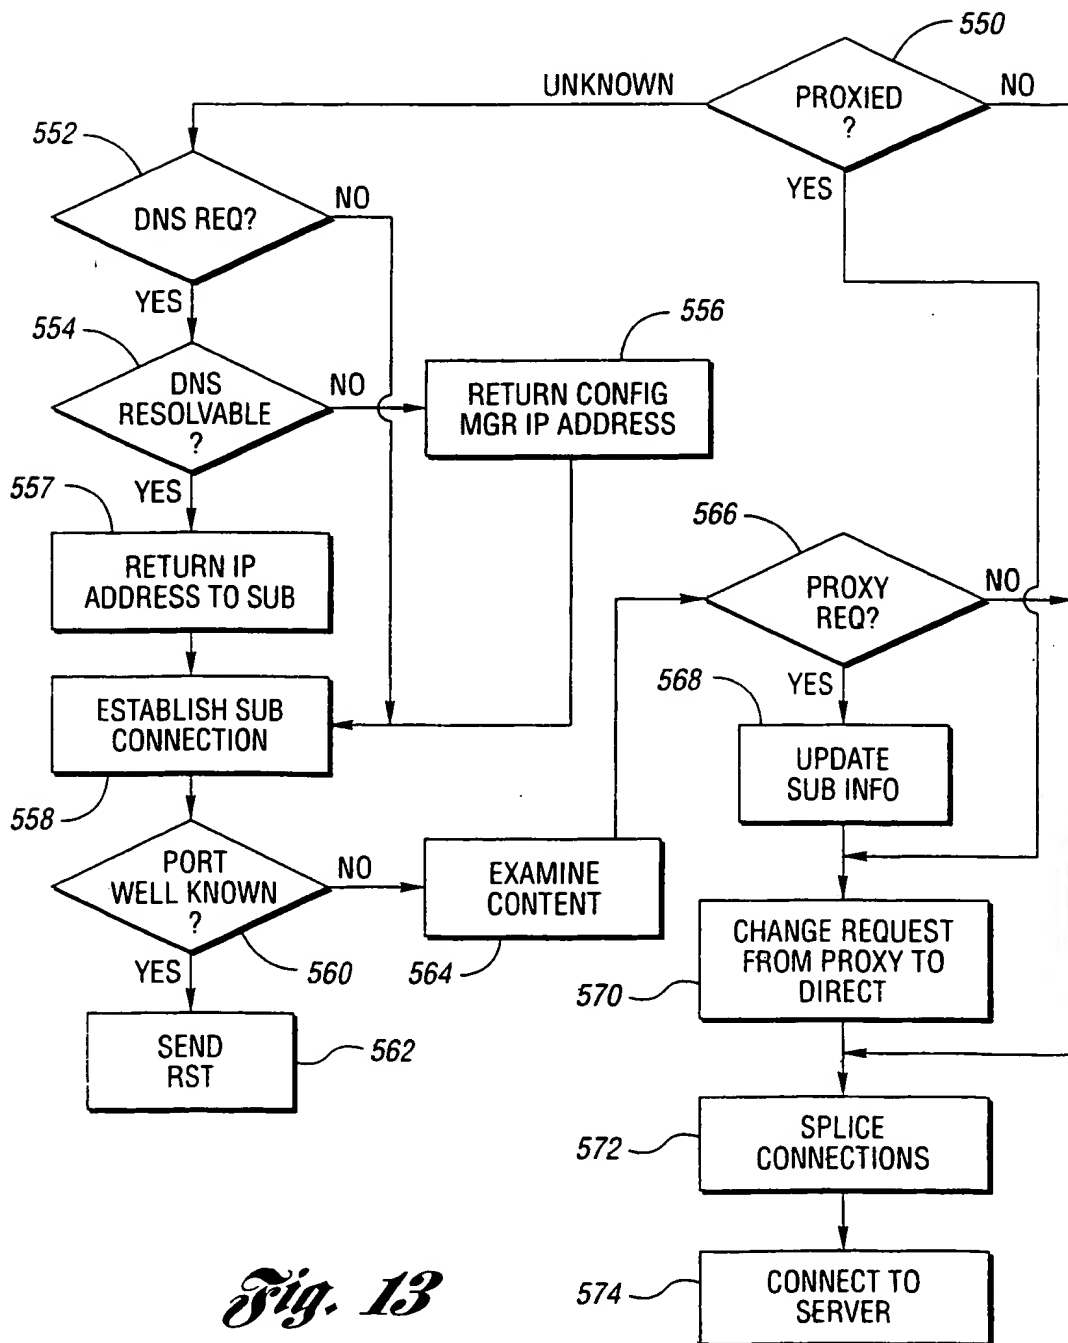 550
UNKNOWN
PROXIED
?
NO
YES
552
DNS REQ?
NO
YES
554
DNS
RESOLVABLE
?
NO
YES
556
RETURN CONFIG
MGR IP ADDRESS
557
RETURN IP
ADDRESS TO SUB
ESTABLISH SUB
CONNECTION
558
PORT
WELL KNOWN
?
NO
YES
560
SEND
RST
562
EXAMINE
CONTENT
564
566
PROXY
REQ?
NO
YES
568
UPDATE
SUB INFO
CHANGE REQUEST
FROM PROXY TO
DIRECT
570
SPLICE
CONNECTIONS
572
CONNECT TO
SERVER
574
Fig. 13